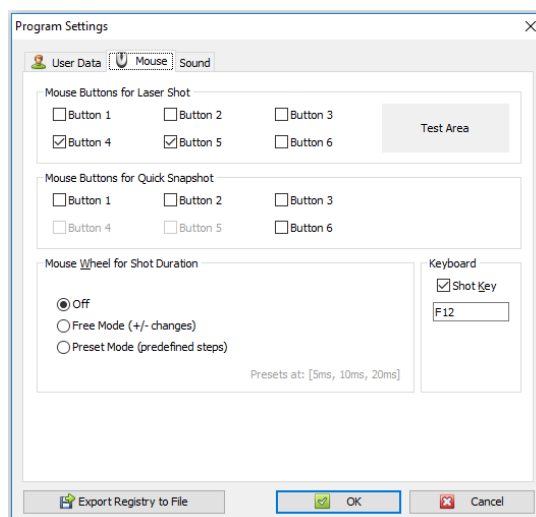 Program Settings
User Data Mouse Sound
Mouse Buttons for Laser Shot
Button 1 Button 2 Button 3
Button 4 Button 5 Button 6
Test Area
Mouse Buttons for Quick Snapshot
Button 1 Button 2 Button 3
Button 4 Button 5 Button 6
Mouse Wheel for Shot Duration
Off
Free Mode (+/- changes)
Preset Mode (predefined steps)
Presets at: [5ms, 10ms, 20ms]
Keyboard
Shot Key
F12
Export Registry to File OK Cancel